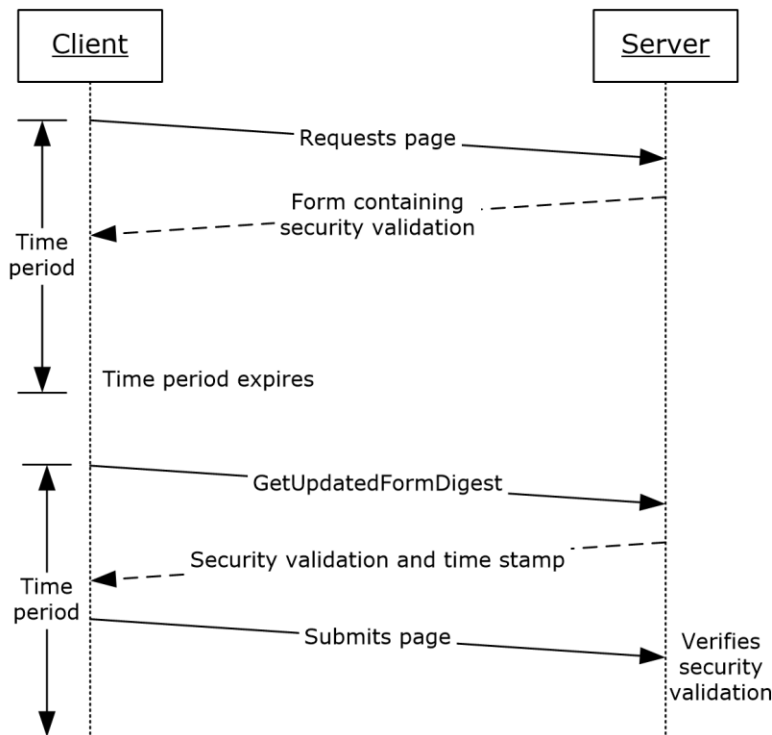 Client
Server
Requests page
Form containing
security validation
Time
period
Time period expires
GetUpdatedFormDigest
Security validation and time stamp
Time
period
Submits page
Verifies
security
validation